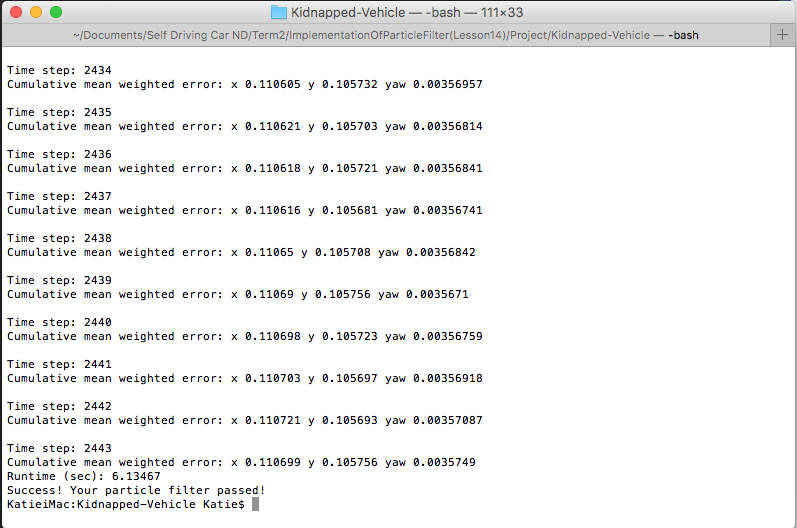 Kidnapped-Vehicle — -bash — 111×33
~/Documents/Self Driving Car ND/Term2/ImplementationOfParticleFilter(Lesson14)/Project/Kidnapped-Vehicle — -bash
+
Time step: 2434
Cumulative mean weighted error: x 0.110605 y 0.105732 yaw 0.00356957
Time step: 2435
Cumulative mean weighted error: x 0.110621 y 0.105703 yaw 0.00356814
Time step: 2436
Cumulative mean weighted error: x 0.110618 y 0.105721 yaw 0.00356841
Time step: 2437
Cumulative mean weighted error: x 0.110616 y 0.105681 yaw 0.00356741
Time step: 2438
Cumulative mean weighted error: x 0.11065 y 0.105708 yaw 0.00356842
Time step: 2439
Cumulative mean weighted error: x 0.11069 y 0.105756 yaw 0.0035671
Time step: 2440
Cumulative mean weighted error: x 0.110698 y 0.105723 yaw 0.00356759
Time step: 2441
Cumulative mean weighted error: x 0.110703 y 0.105697 yaw 0.00356918
Time step: 2442
Cumulative mean weighted error: x 0.110721 y 0.105693 yaw 0.00357087
Time step: 2443
Cumulative mean weighted error: x 0.110699 y 0.105756 yaw 0.0035749
Runtime (sec): 6.13467
Success! Your particle filter passed!
KatieiMac:Kidnapped-Vehicle Katie$